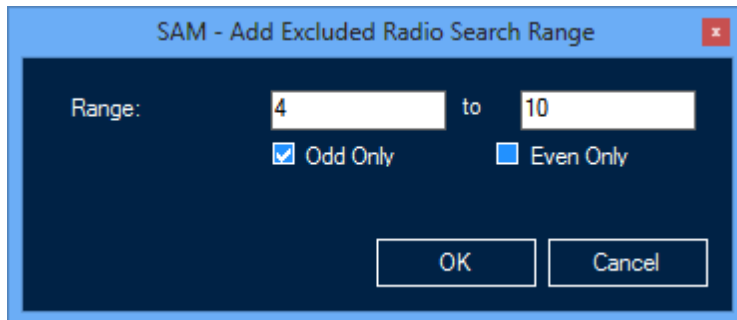 SAM - Add Excluded Radio Search Range
x
Range: 4 to 10
Odd Only Even Only
OK Cancel